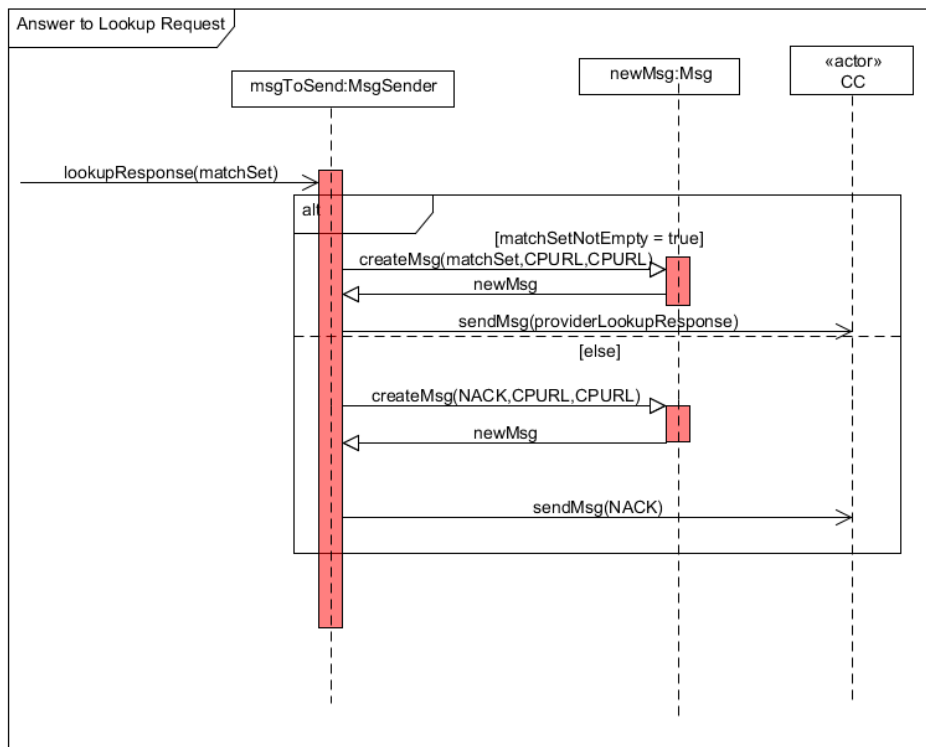 Answer to Lookup Request
msgToSend:MsgSender
newMsg:Msg
«actor»
CC
lookupResponse(matchSet)
alt
[matchSetNotEmpty = true]
createMsg(matchSet,CPURL,CPURL)
newMsg
sendMsg(providerLookupResponse)
[else]
createMsg(NACK,CPURL,CPURL)
newMsg
sendMsg(NACK)